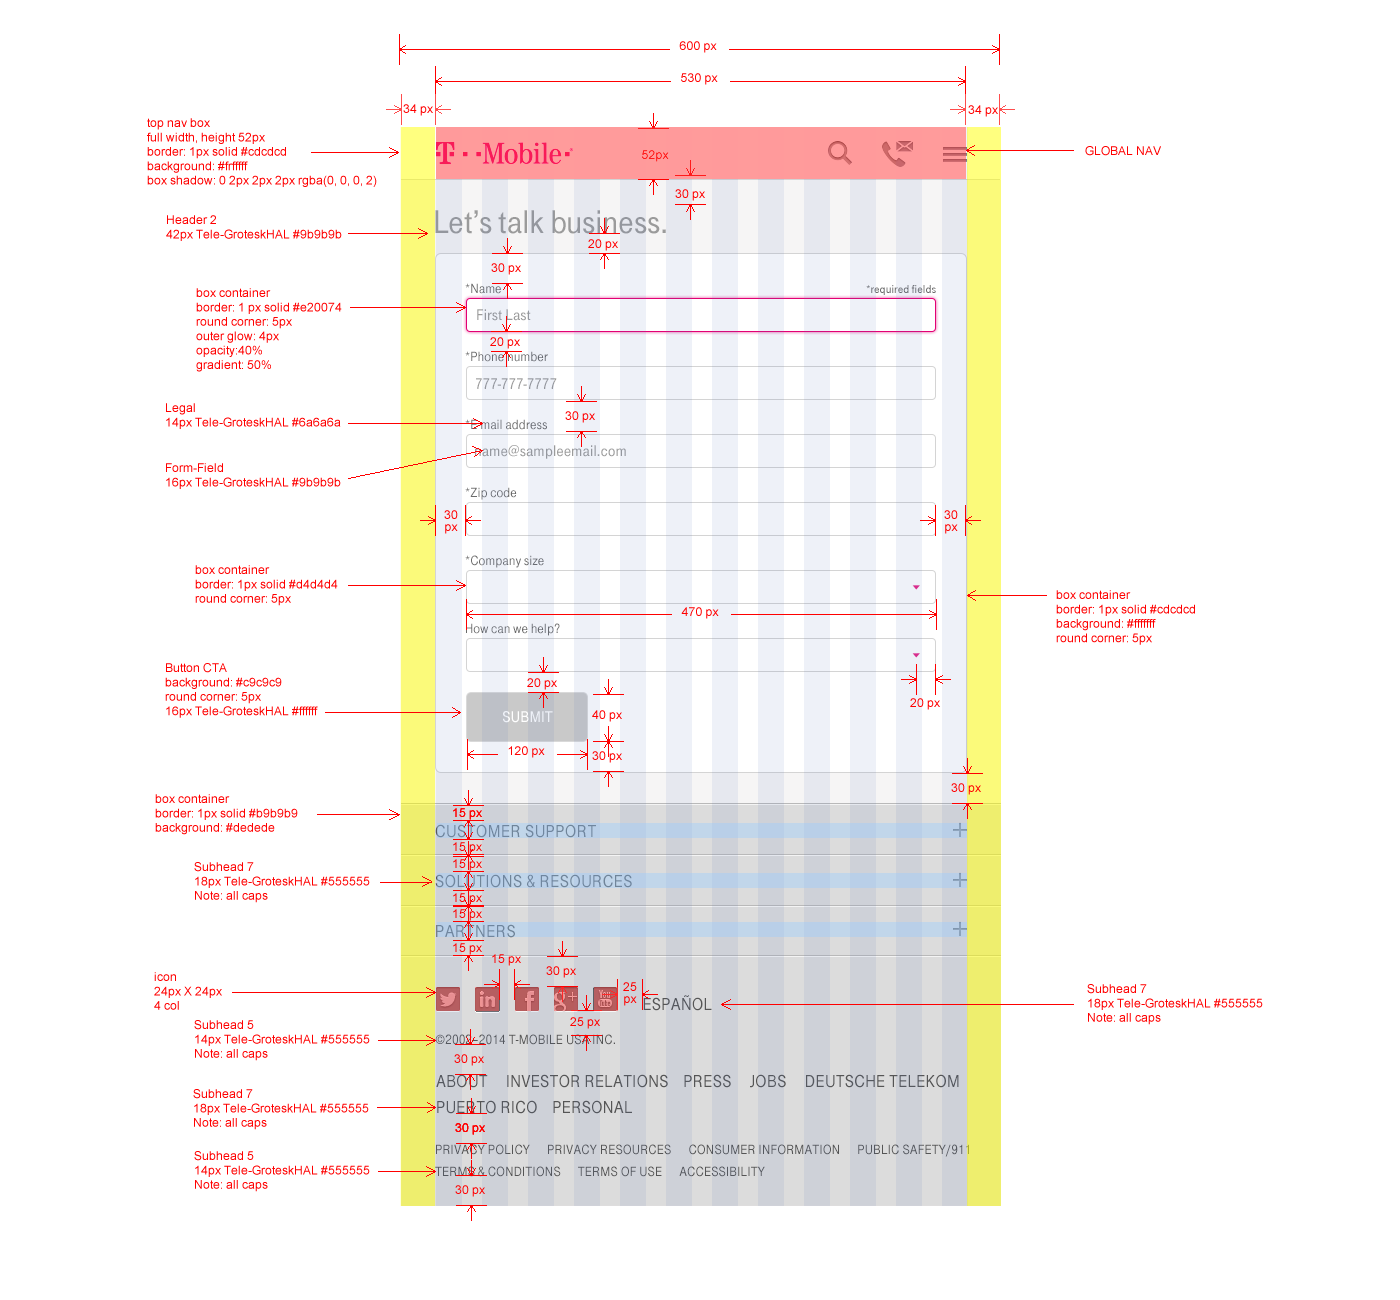 600 px
530 px
34 px
34 px
top nav box
full width, height 52px
border: 1px solid #cdcdcd
background: #frfffff
box shadow: 0 2px 2px 2px rgba(0, 0, 0, 2)
T-Mobile
52px
GLOBAL NAV
30 px
Header 2
42px Tele-GroteskHAL #9b9b9b
Let's talk business.
20 px
30 px
box container
border: 1 px solid #e20074
round corner: 5px
outer glow: 4px
opacity:40%
gradient: 50%
*Name
*required fields
First Last
20 px
*Phone number
777-777-7777
Legal
14px Tele-GroteskHAL #6a6a6a
30 px
*Email address
name@sampleemail.com
Form-Field
16px Tele-GroteskHAL #9b9b9b
*Zip code
30
px
30
px
*Company size
box container
border: 1px solid #d4d4d4
round corner: 5px
470 px
box container
border: 1px solid #cdcdcd
background: #fffffff
round corner: 5px
How can we help?
Button CTA
background: #c9c9c9
round corner: 5px
16px Tele-GroteskHAL #ffffff
20 px
20 px
SUBMIT
40 px
120 px
30 px
30 px
box container
border: 1px solid #b9b9b9
background: #dedede
15 px
CUSTOMER SUPPORT
15 px
15 px
Subhead 7
18px Tele-GroteskHAL #555555
Note: all caps
SOLUTIONS & RESOURCES
15 px
15 px
PARTNERS
15 px
15 px
30 px
icon
24px X 24px
4 col
in
f
g+
You
25
px
ESPAÑOL
Subhead 7
18px Tele-GroteskHAL #555555
Note: all caps
25 px
Subhead 5
14px Tele-GroteskHAL #555555
Note: all caps
©2002-2014 T-MOBILE USA INC.
30 px
ABOUT INVESTOR RELATIONS PRESS JOBS DEUTSCHE TELEKOM
Subhead 7
18px Tele-GroteskHAL #555555
Note: all caps
PUERTO RICO PERSONAL
30 px
PRIVACY POLICY PRIVACY RESOURCES CONSUMER INFORMATION PUBLIC SAFETY/911
Subhead 5
14px Tele-GroteskHAL #555555
Note: all caps
TERMS & CONDITIONS TERMS OF USE ACCESSIBILITY
30 px